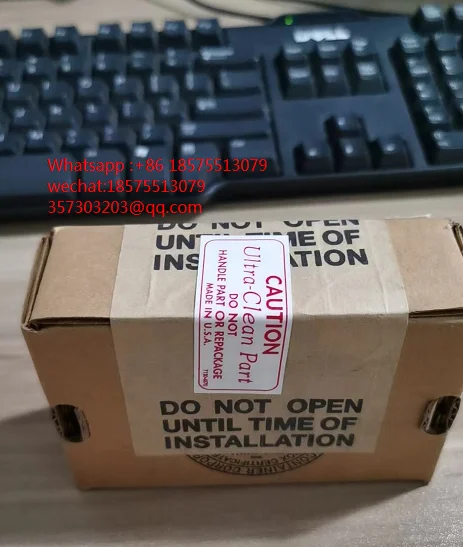 DELL
Whatsapp :+86 18575513079
wechat:18575513079
357303203@qq.com
DO NOT OPEN
UNTIL TIME OF
INSTALLATION
CAUTION
Ultra-Clean Part
DO NOT
HANDLE PART OR REPACKAGE
MADE IN U.S.A.
DO NOT OPEN
UNTIL TIME OF
INSTALLATION